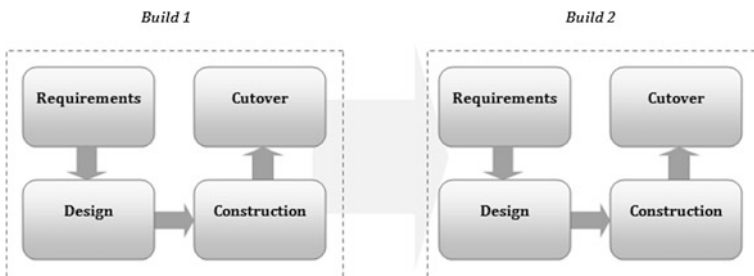 Build 1
Build 2
Requirements
Cutover
Design
Construction
Requirements
Cutover
Design
Construction